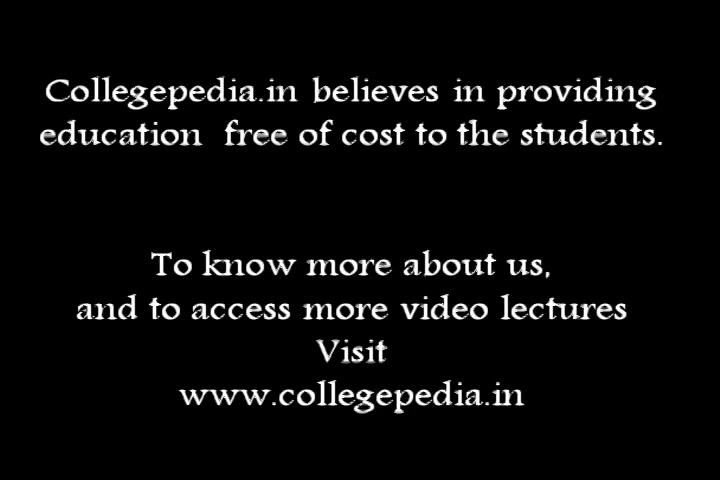 Collegepedia.in believes in providing
education free of cost to the students.
To know more about us,
and to access more video lectures
Visit
www.collegepedia.in